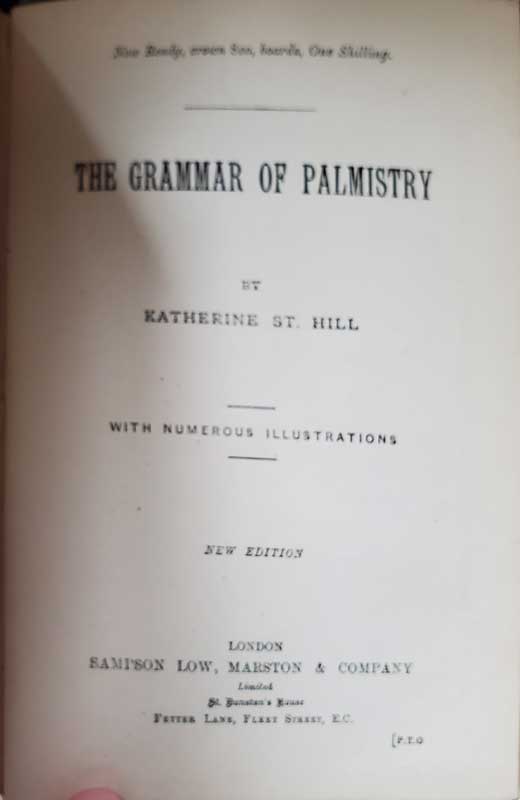 Now Ready, crown 8vo, boards, One Shilling.
THE GRAMMAR OF PALMISTRY
BY
KATHERINE ST. HILL
WITH NUMEROUS ILLUSTRATIONS
NEW EDITION
LONDON
SAMPSON LOW, MARSTON & COMPANY
Limited
St. Dunstan's House
FETTER LANE, FLEET STREET, E.C.
[P.T.O